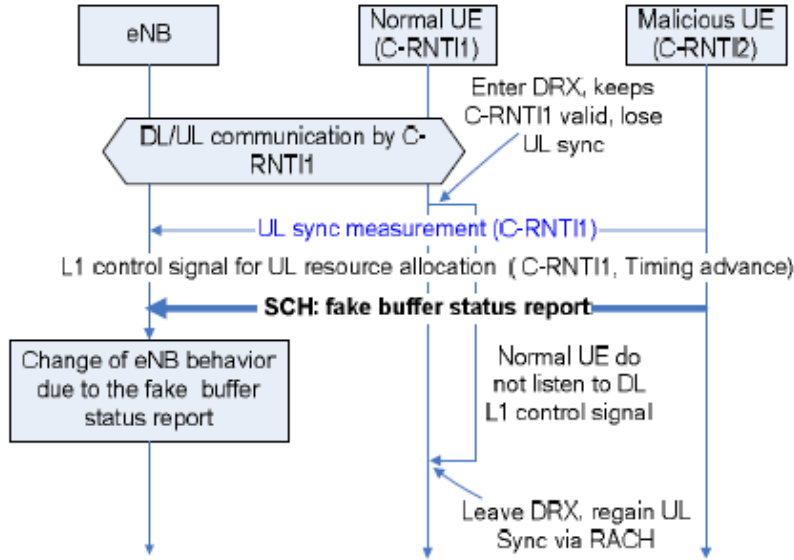 eNB
Normal UE
(C-RNTI1)
Malicious UE
(C-RNTI2)
Enter DRX, keeps
C-RNTI1 valid, lose
UL sync
DL/UL communication by C-
RNTI1
UL sync measurement (C-RNTI1)
L1 control signal for UL resource allocation ( C-RNTI1, Timing advance)
SCH: fake buffer status report
Change of eNB behavior
due to the fake buffer
status report
Normal UE do
not listen to DL
L1 control signal
Leave DRX, regain UL
Sync via RACH